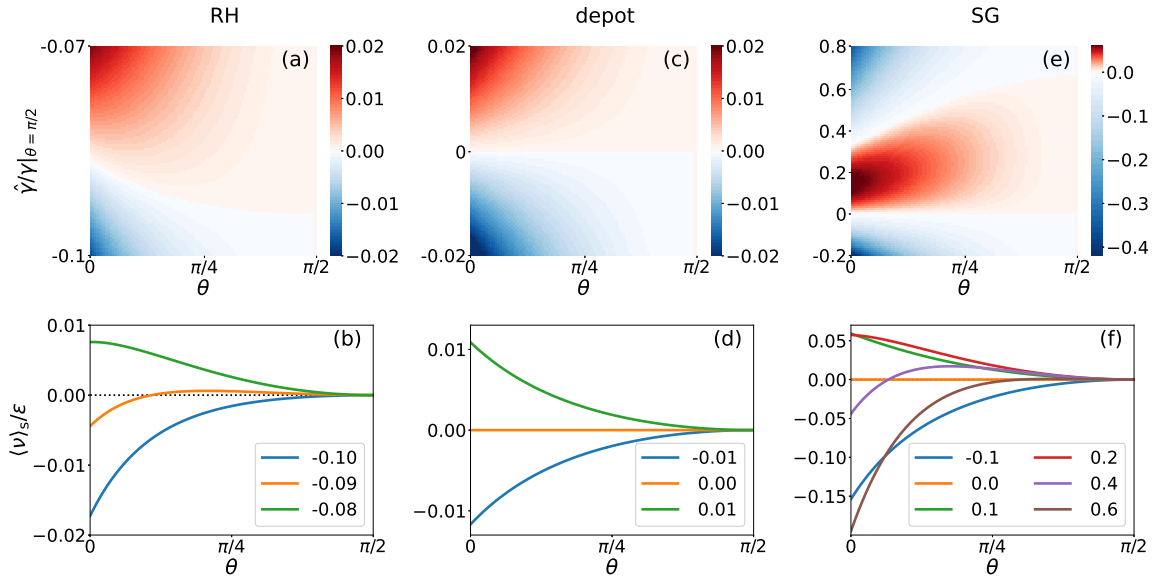 RH
depot
SG
-0.07
-0.1
γ̂/γ|θ=π/2
0
π/4
π/2
θ
(a)
0.02
0.01
0.00
−0.01
−0.02
0.02
0
-0.02
0
π/4
π/2
θ
(c)
0.02
0.01
0.00
−0.01
−0.02
0.8
0.6
0.4
0.2
0
-0.2
0
π/4
π/2
θ
(e)
0.0
−0.1
−0.2
−0.3
−0.4
0.01
0.00
−0.01
−0.02
⟨ν⟩s/ε
0
π/4
π/2
θ
(b)
-0.10
-0.09
-0.08
0.01
0.00
−0.01
0
π/4
π/2
θ
(d)
-0.01
0.00
0.01
0.05
0.00
−0.05
−0.10
−0.15
0
π/4
π/2
θ
(f)
-0.1
0.0
0.1
0.2
0.4
0.6